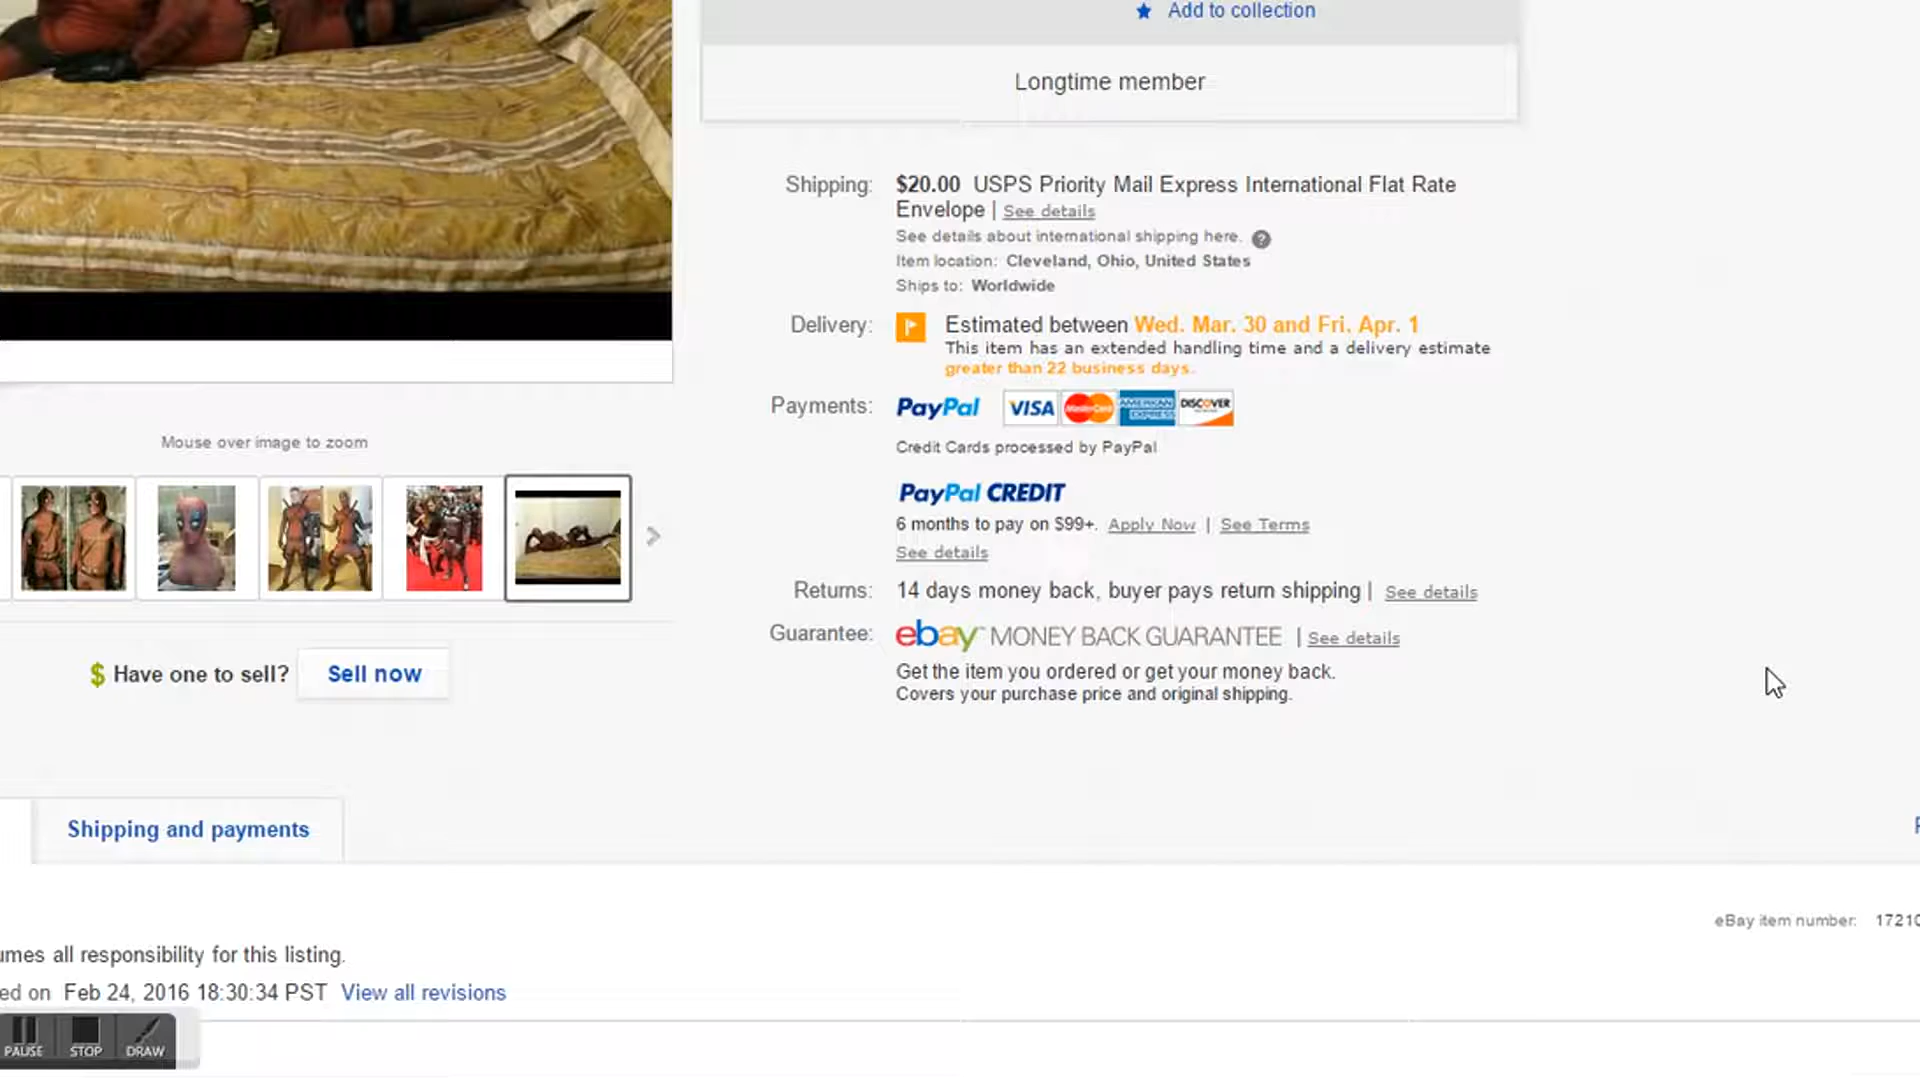 Add to collection
Longtime member
Shipping: $20.00 USPS Priority Mail Express International Flat Rate
Envelope | See details
See details about international shipping here. ?
Item location: Cleveland, Ohio, United States
Ships to: Worldwide
Delivery: Estimated between Wed. Mar. 30 and Fri. Apr. 1
This item has an extended handling time and a delivery estimate
greater than 22 business days.
Payments: PayPal VISA MasterCard AMERICAN EXPRESS DISCOVER
Credit Cards processed by PayPal
PayPal CREDIT
6 months to pay on $99+. Apply Now | See Terms
See details
Returns: 14 days money back, buyer pays return shipping | See details
Guarantee: ebay™ MONEY BACK GUARANTEE | See details
Get the item you ordered or get your money back.
Covers your purchase price and original shipping.
Mouse over image to zoom
$ Have one to sell? Sell now
Shipping and payments
eBay item number: 17210
umes all responsibility for this listing.
ed on Feb 24, 2016 18:30:34 PST View all revisions
PAUSE STOP DRAW